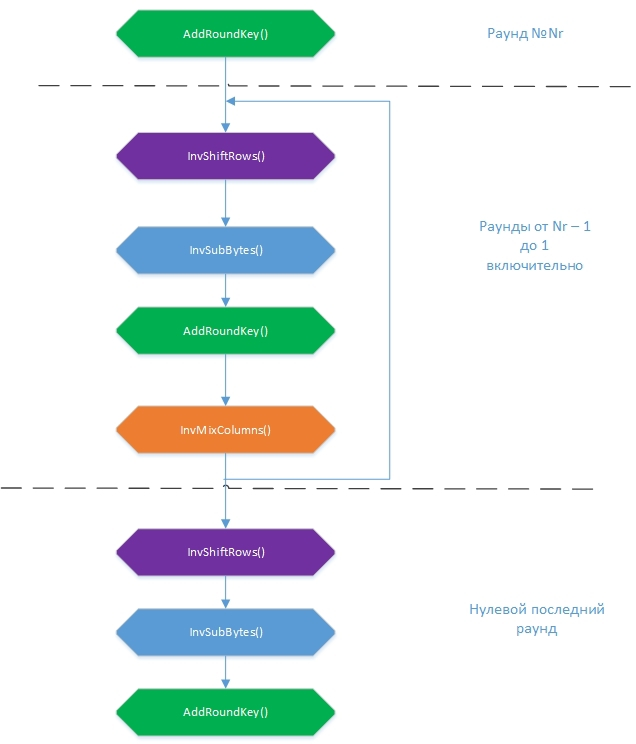 AddRoundKey()
Раунд №Nr
InvShiftRows()
InvSubBytes()
Раунды от Nr – 1
до 1
включительно
AddRoundKey()
InvMixColumns()
InvShiftRows()
InvSubBytes()
Нулевой последний
раунд
AddRoundKey()